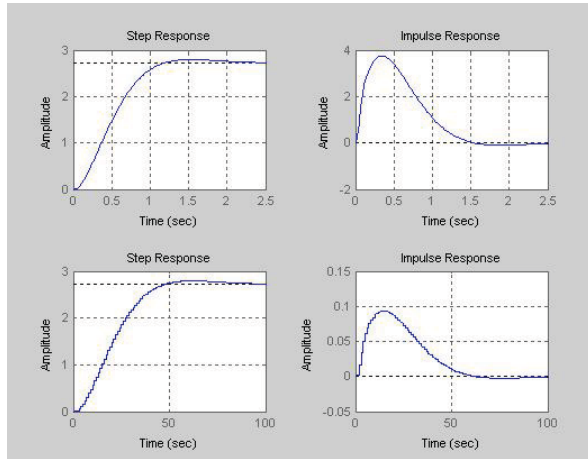 Step Response
Amplitude
3
2
1
0
0 0.5 1 1.5 2 2.5
Time (sec)
Impulse Response
Amplitude
4
2
0
-2
0 0.5 1 1.5 2 2.5
Time (sec)
Step Response
Amplitude
3
2
1
0
0 50 100
Time (sec)
Impulse Response
Amplitude
0.15
0.1
0.05
0
-0.05
0 50 100
Time (sec)